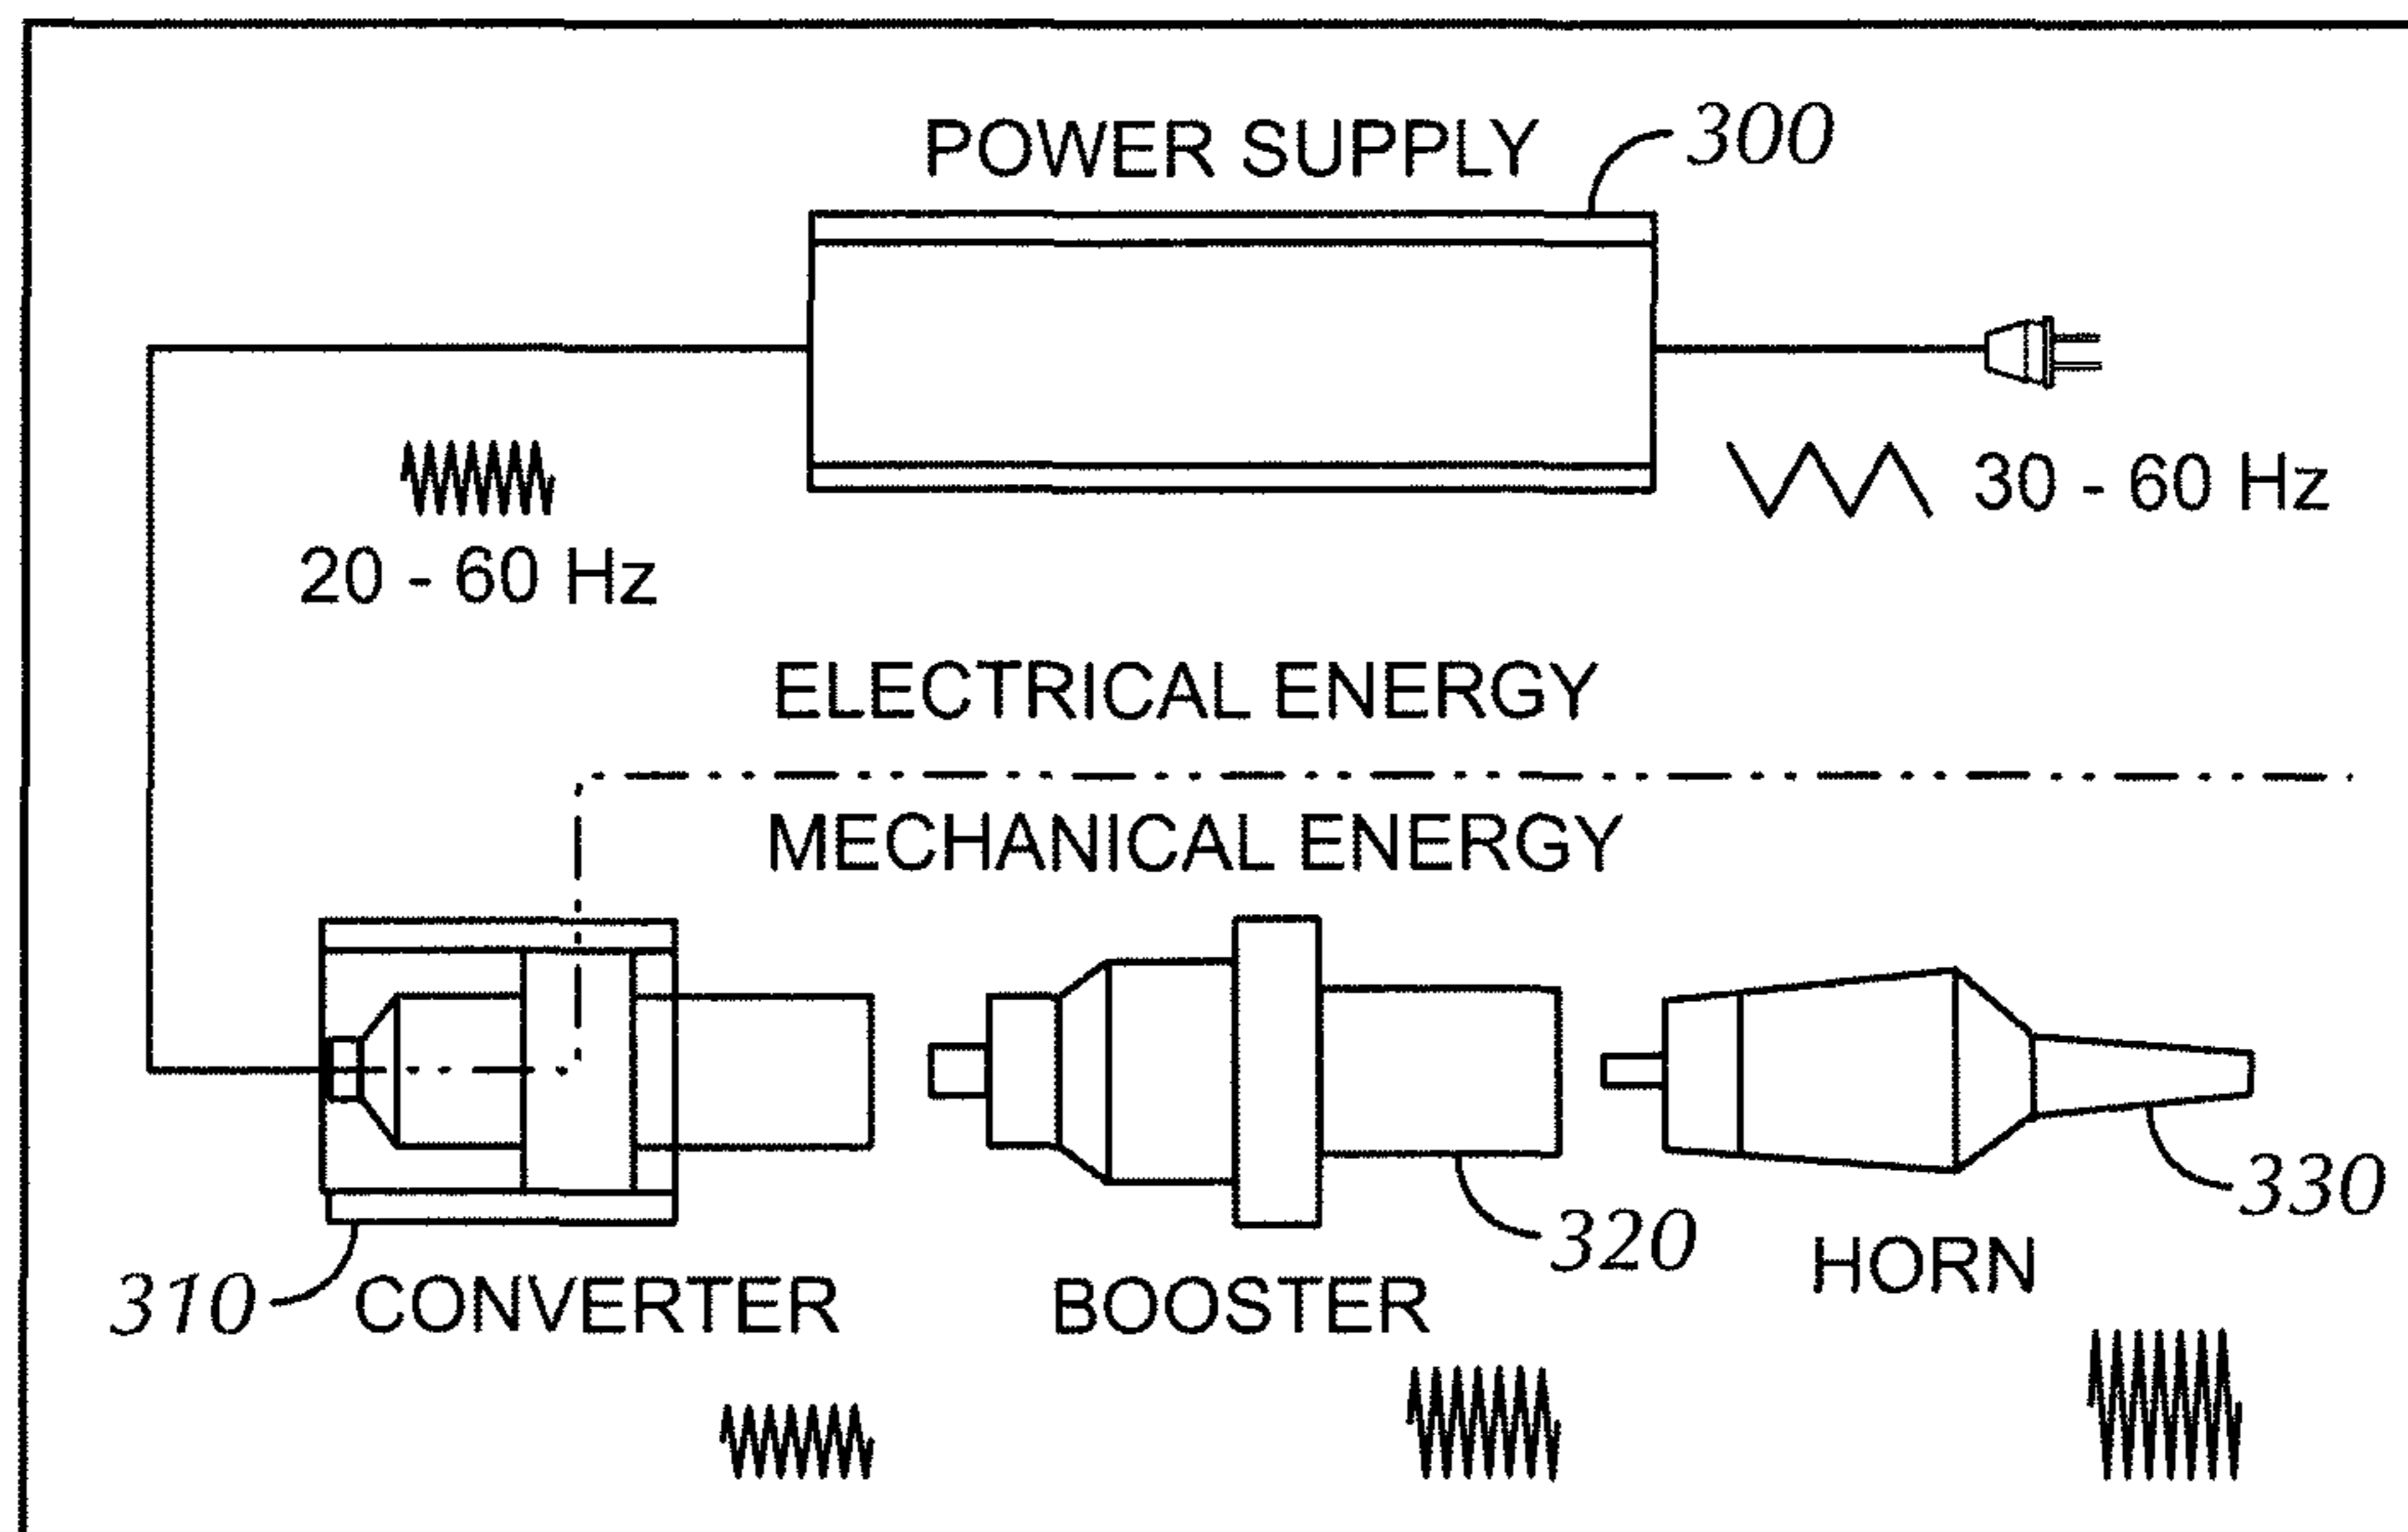 POWER SUPPLY 300
30 - 60 Hz
20 - 60 Hz
ELECTRICAL ENERGY
MECHANICAL ENERGY
310 CONVERTER
BOOSTER
320
HORN
330